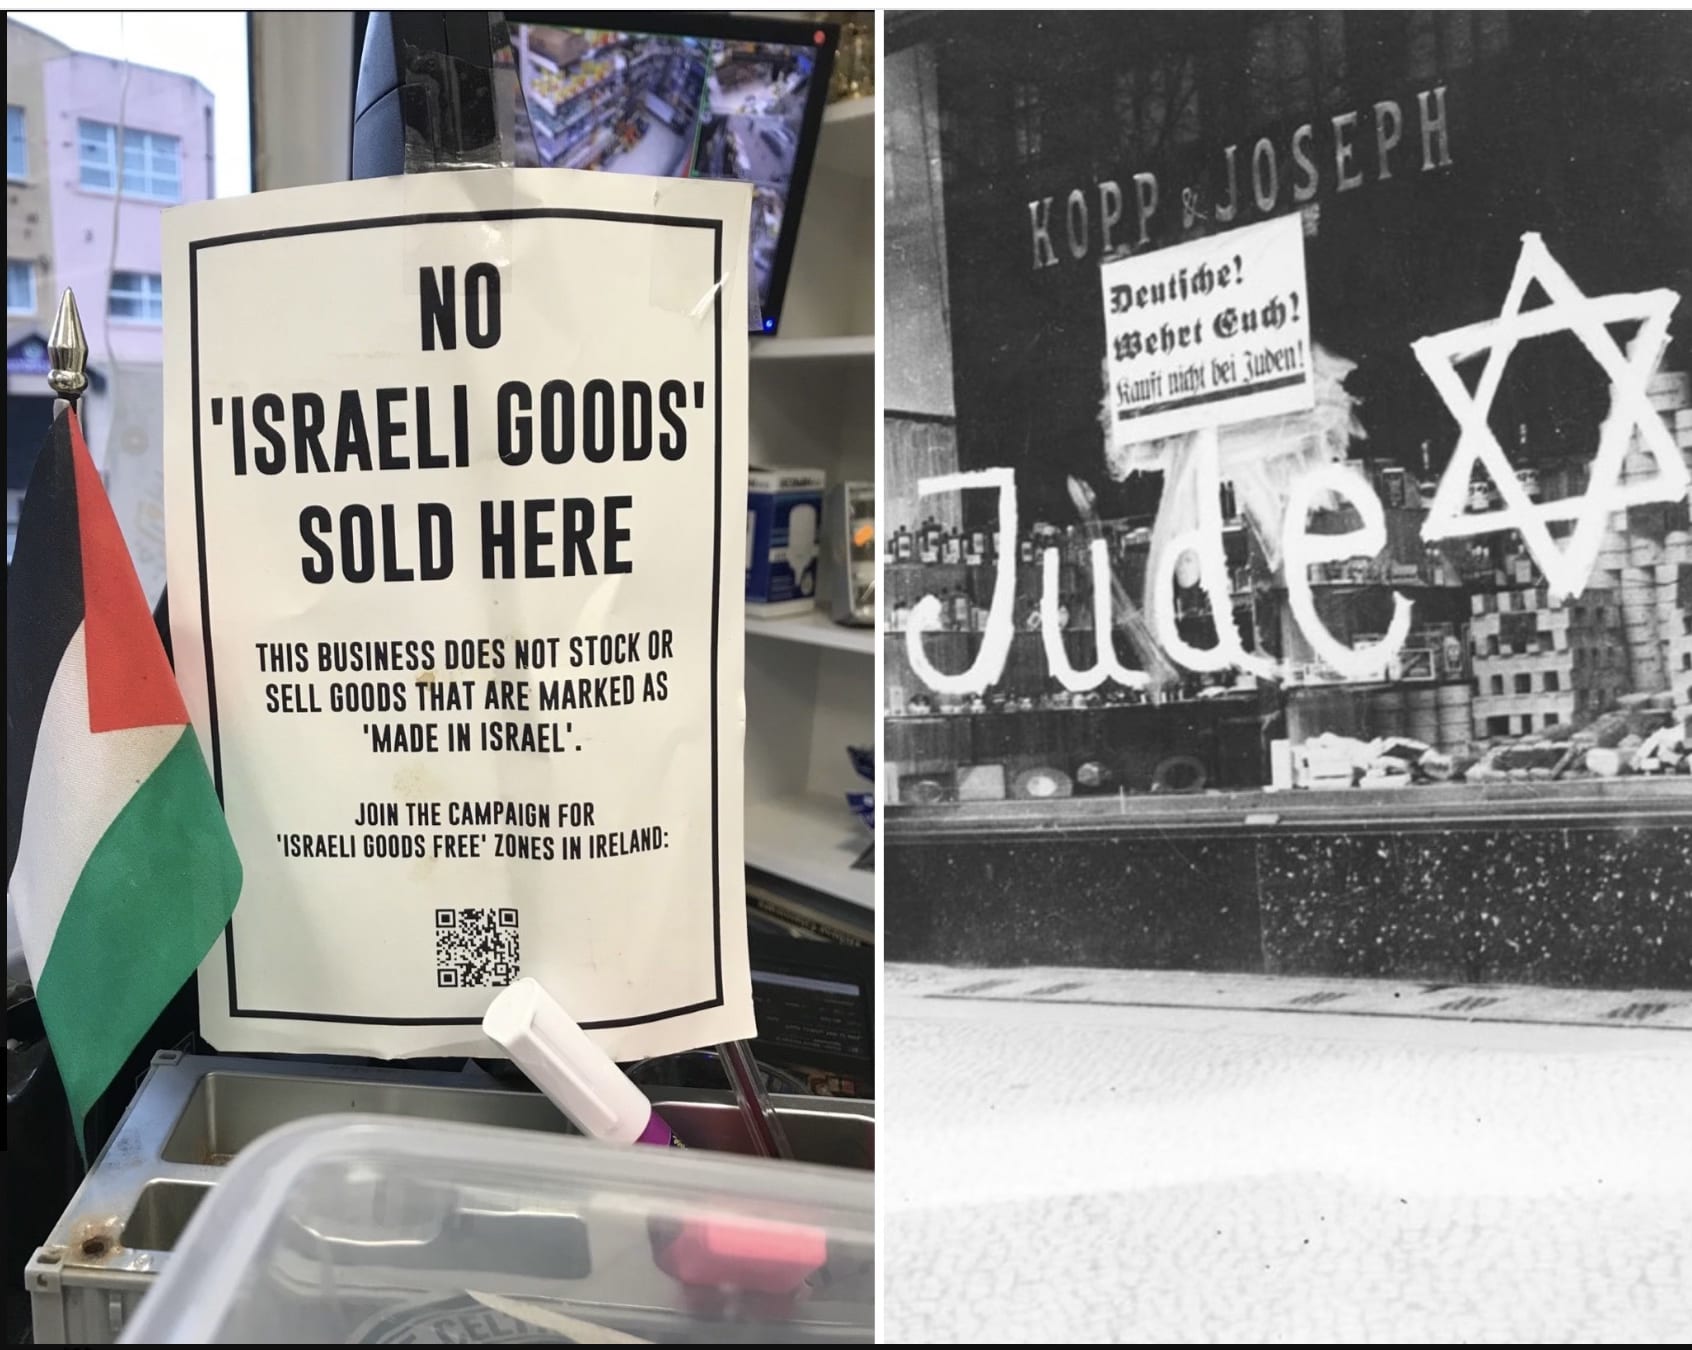 NO
'ISRAELI GOODS'
SOLD HERE
THIS BUSINESS DOES NOT STOCK OR
SELL GOODS THAT ARE MARKED AS
'MADE IN ISRAEL'.
JOIN THE CAMPAIGN FOR
'ISRAELI GOODS FREE' ZONES IN IRELAND:
KOPP & JOSEPH
Deutsche!
Wehrt Euch!
Kauft nicht bei Juden!
Jude